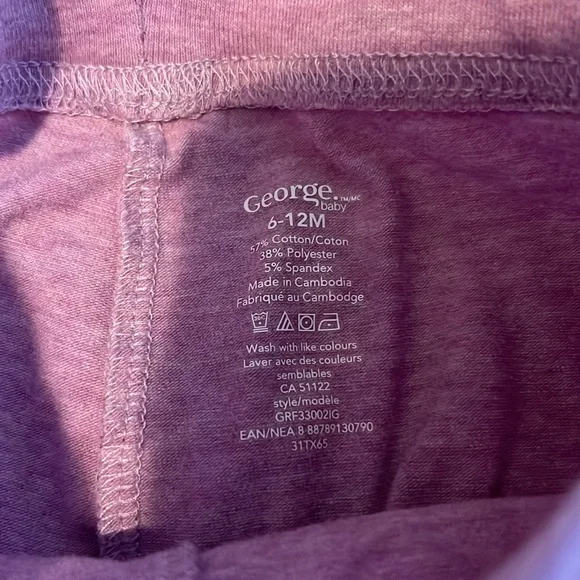 George.TM/MC
baby
6-12M
57% Cotton/Coton
38% Polyester
5% Spandex
Made in Cambodia
Fabriqué au Cambodge
30C
Wash with like colours
Laver avec des couleurs
semblables
CA 51122
style/modèle
GRF33002IG
EAN/NEA 8 88789130790
31TX65